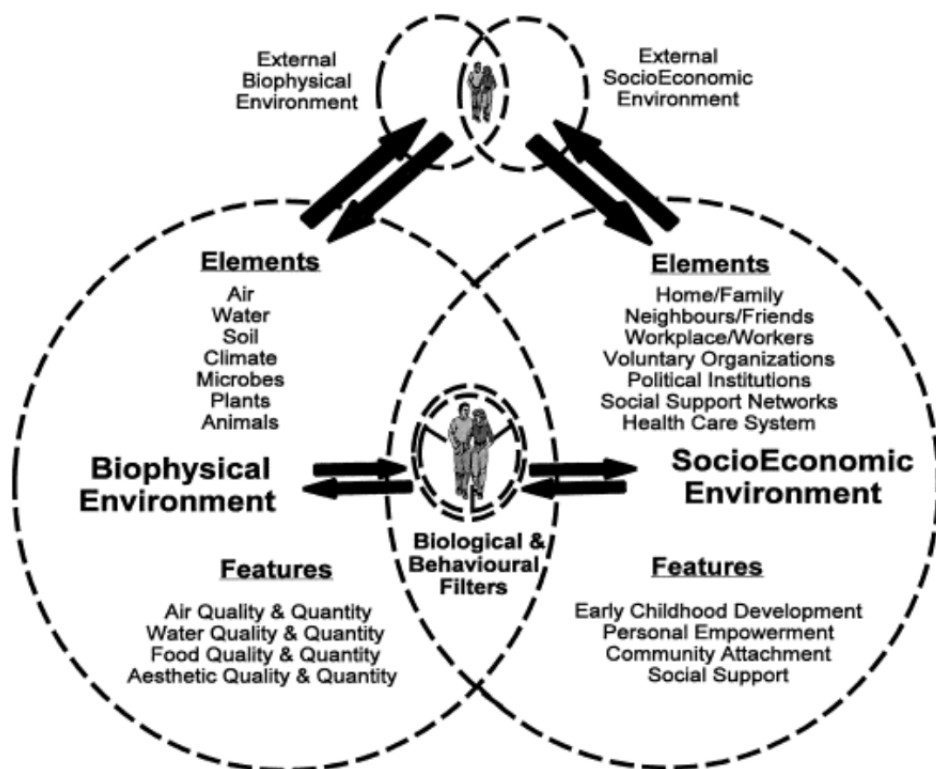 External
Biophysical
Environment
External
SocioEconomic
Environment
Elements
Air
Water
Soil
Climate
Microbes
Plants
Animals
Biophysical
Environment
Features
Air Quality & Quantity
Water Quality & Quantity
Food Quality & Quantity
Aesthetic Quality & Quantity
Biological &
Behavioural
Filters
Elements
Home/Family
Neighbours/Friends
Workplace/Workers
Voluntary Organizations
Political Institutions
Social Support Networks
Health Care System
SocioEconomic
Environment
Features
Early Childhood Development
Personal Empowerment
Community Attachment
Social Support